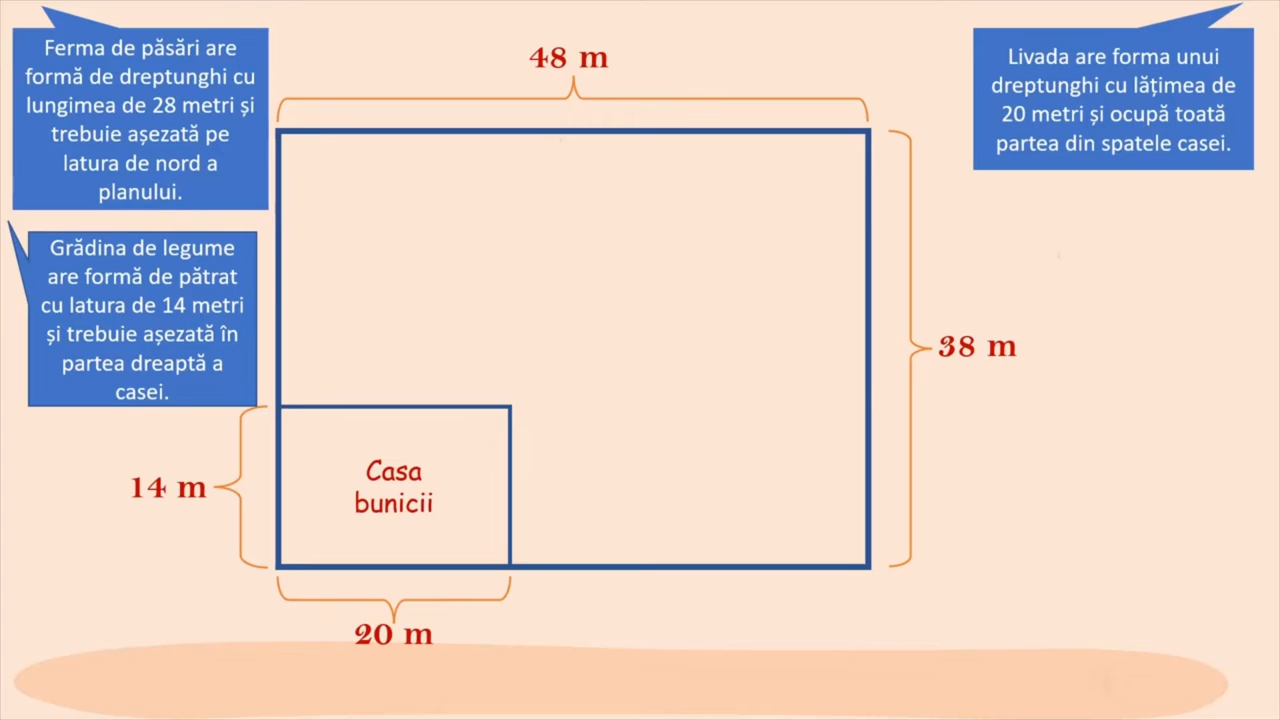 Ferma de păsări are
formă de dreptunghi cu
lungimea de 28 metri și
trebuie așezată pe
latura de nord a
planului.
48 m
Livada are forma unui
dreptunghi cu lățimea de
20 metri și ocupă toată
partea din spatele casei.
Grădina de legume
are formă de pătrat
cu latura de 14 metri
și trebuie așezată în
partea dreaptă a
casei.
38 m
14 m
Casa
bunicii
20 m